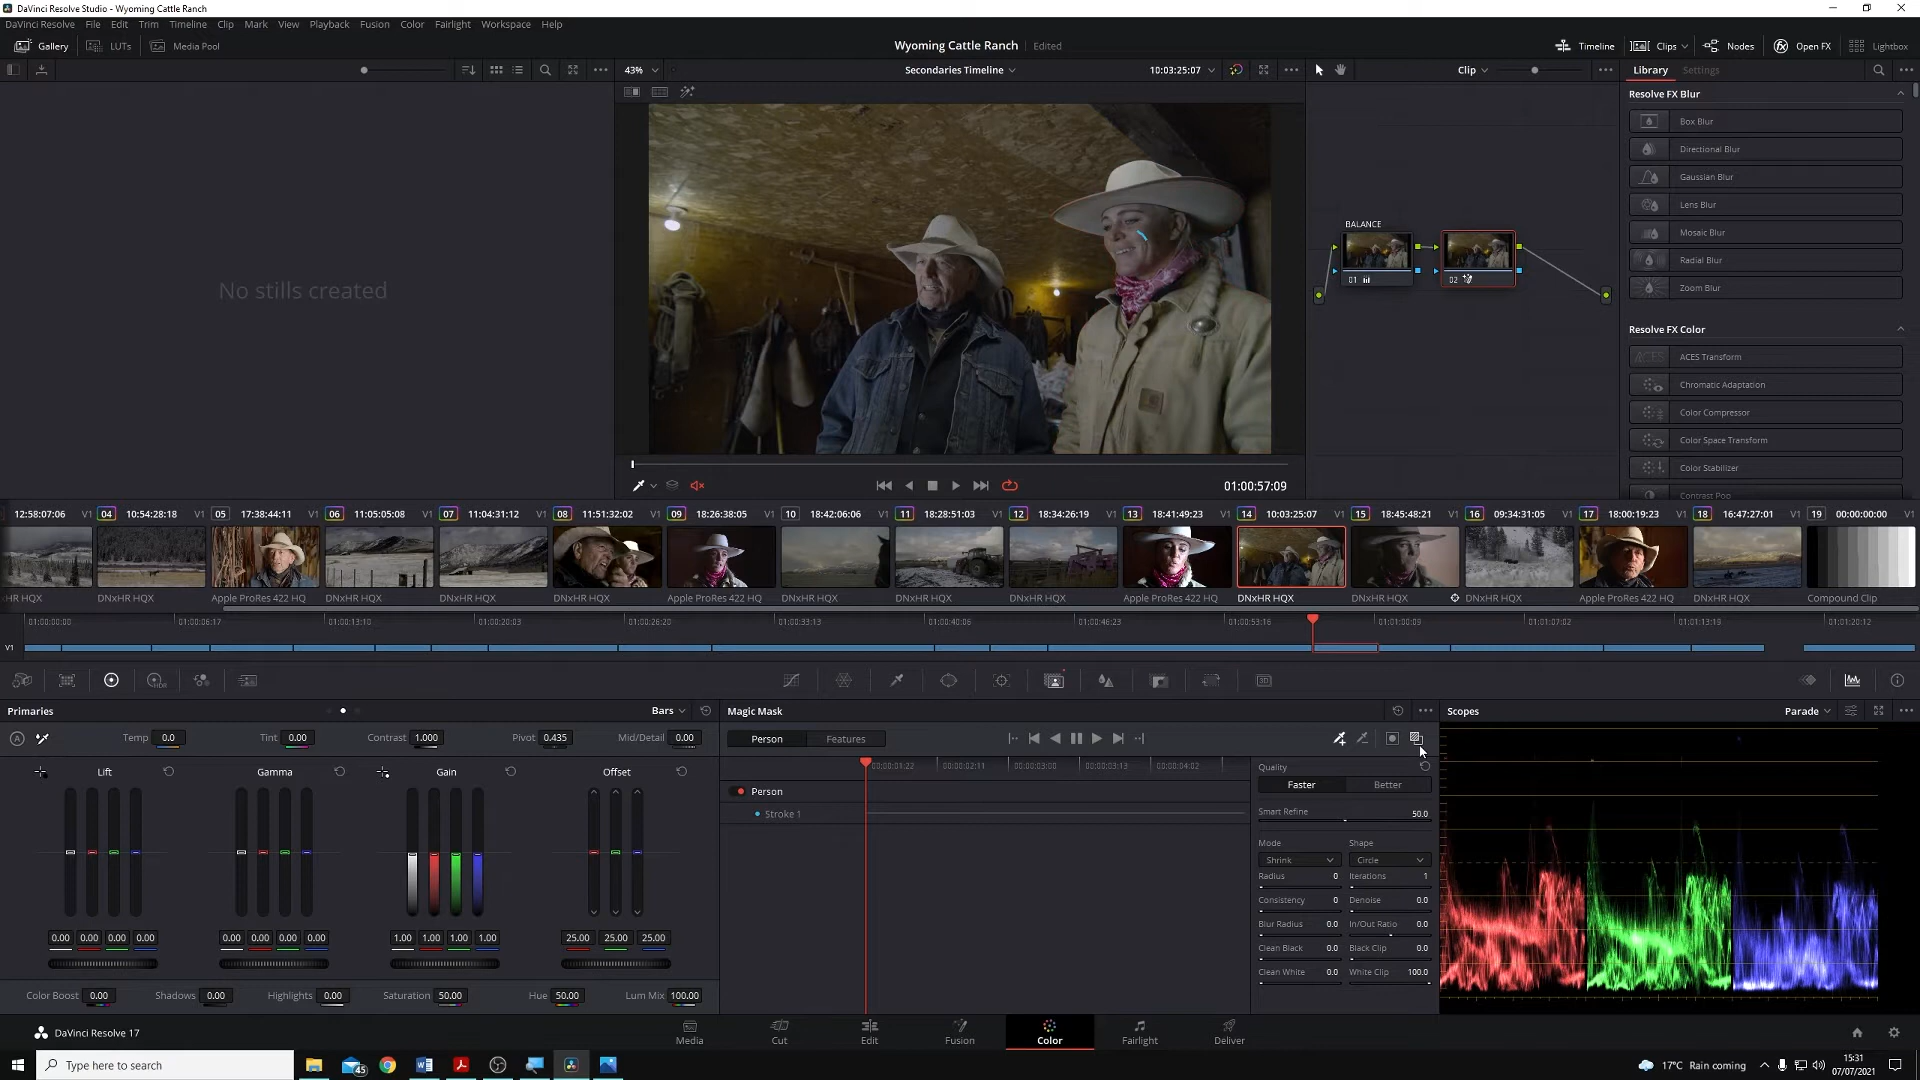 DaVinci Resolve Studio - Wyoming Cattle Ranch
DaVinci Resolve File Edit Trim Timeline Clip Mark View Playback Fusion Color Fairlight Workspace Help
Gallery LUTs Media Pool Wyoming Cattle Ranch Edited Timeline Clips Nodes Open FX Lightbox
43% Secondaries Timeline 10:03:25:07 Clip Library Settings
Resolve FX Blur
Box Blur
Directional Blur
Gaussian Blur
Lens Blur
Mosaic Blur
Radial Blur
Zoom Blur
Resolve FX Color
ACES Transform
Chromatic Adaptation
Color Compressor
Color Space Transform
Color Stabilizer
Contrast Pop
No stills created
BALANCE
01 02
01:00:57:09
12:58:07:06 V1 04 10:54:28:18 V1 05 17:38:44:11 V1 06 11:05:05:08 V1 07 11:04:31:12 V1 08 11:51:32:02 V1 09 18:26:38:05 V1 10 18:42:06:06 V1 11 18:28:51:03 V1 12 18:34:26:19 V1 13 18:41:49:23 V1 14 10:03:25:07 V1 15 18:45:48:21 V1 16 09:34:31:05 V1 17 18:00:19:23 V1 18 16:47:27:01 V1 19 00:00:00:00 V1
HR HQX DNxHR HQX Apple ProRes 422 HQ DNxHR HQX DNxHR HQX DNxHR HQX Apple ProRes 422 HQ DNxHR HQX DNxHR HQX DNxHR HQX Apple ProRes 422 HQ DNxHR HQX DNxHR HQX DNxHR HQX Apple ProRes 422 HQ DNxHR HQX Compound Clip
01:00:00:00 01:00:06:17 01:00:13:10 01:00:20:03 01:00:26:20 01:00:33:13 01:00:40:06 01:00:46:23 01:00:53:16 01:01:00:09 01:01:07:02 01:01:13:19 01:01:20:12
V1
Primaries Bars
Temp 0.0 Tint 0.00 Contrast 1.000 Pivot 0.435 Mid/Detail 0.00
Lift Gamma Gain Offset
0.00 0.00 0.00 0.00 0.00 0.00 0.00 0.00 1.00 1.00 1.00 1.00 25.00 25.00 25.00
Color Boost 0.00 Shadows 0.00 Highlights 0.00 Saturation 50.00 Hue 50.00 Lum Mix 100.00
Magic Mask
Person Features
00:00:01:22 00:00:02:11 00:00:03:00 00:00:03:13 00:00:04:02
Person
Stroke 1
Quality
Faster Better
Smart Refine 50.0
Mode Shape
Shrink Circle
Radius 0 Iterations 1
Consistency 0 Denoise 0.0
Blur Radius 0.0 In/Out Ratio 0.0
Clean Black 0.0 Black Clip 0.0
Clean White 0.0 White Clip 100.0
Scopes Parade
DaVinci Resolve 17
Media Cut Edit Fusion Color Fairlight Deliver
Type here to search
45
17°C Rain coming
15:31
07/07/2021